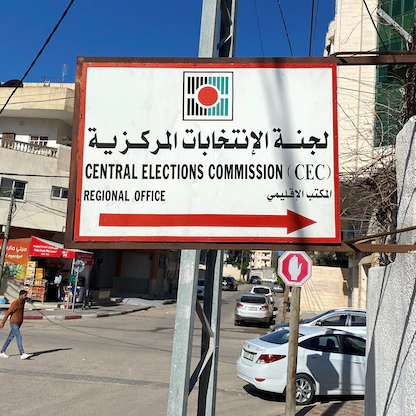 لجنة الإنتخابات المركزية
CENTRAL ELECTIONS COMMISSION (CEC)
REGIONAL OFFICE المكتب الاقليمي